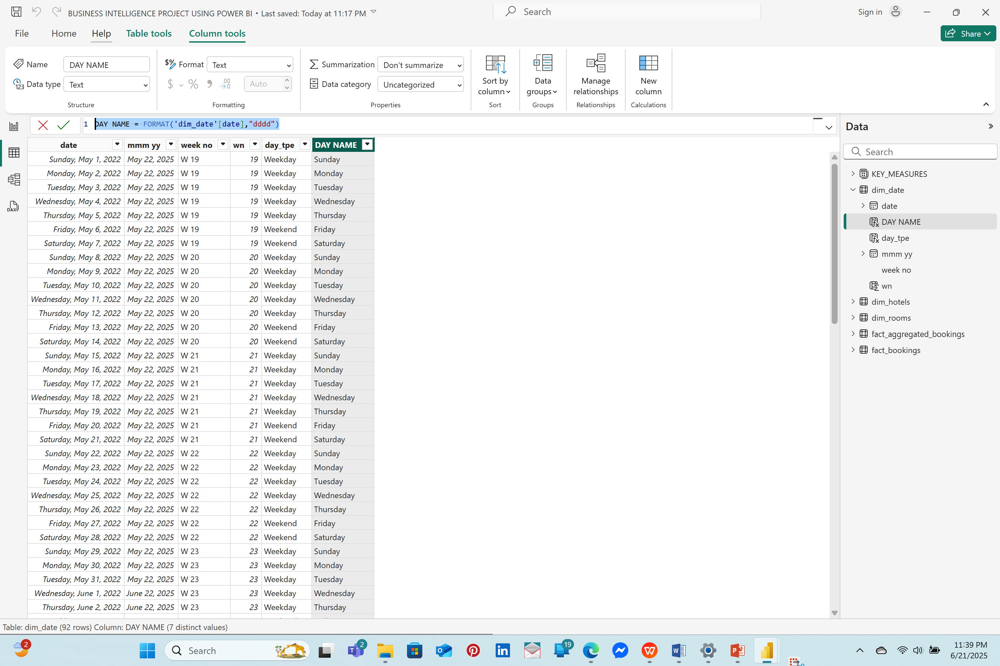 BUSINESS INTELLIGENCE PROJECT USING POWER BI • Last saved: Today at 11:17 PM
Search
Sign in
File Home Help Table tools Column tools
Share
Name DAY NAME
Format Text
Summarization Don't summarize
Data type Text
$ % 9 .00 →.0 Auto
Data category Uncategorized
Sort by column
Data groups
Manage relationships
New column
Structure Formatting Properties Sort Groups Relationships Calculations
1 DAY NAME = FORMAT('dim_date'[date],"dddd")
date mmm yy week no wn day_tpe DAY NAME
Sunday, May 1, 2022 May 22, 2025 W 19 19 Weekday Sunday
Monday, May 2, 2022 May 22, 2025 W 19 19 Weekday Monday
Tuesday, May 3, 2022 May 22, 2025 W 19 19 Weekday Tuesday
Wednesday, May 4, 2022 May 22, 2025 W 19 19 Weekday Wednesday
Thursday, May 5, 2022 May 22, 2025 W 19 19 Weekday Thursday
Friday, May 6, 2022 May 22, 2025 W 19 19 Weekend Friday
Saturday, May 7, 2022 May 22, 2025 W 19 19 Weekend Saturday
Sunday, May 8, 2022 May 22, 2025 W 20 20 Weekday Sunday
Monday, May 9, 2022 May 22, 2025 W 20 20 Weekday Monday
Tuesday, May 10, 2022 May 22, 2025 W 20 20 Weekday Tuesday
Wednesday, May 11, 2022 May 22, 2025 W 20 20 Weekday Wednesday
Thursday, May 12, 2022 May 22, 2025 W 20 20 Weekday Thursday
Friday, May 13, 2022 May 22, 2025 W 20 20 Weekend Friday
Saturday, May 14, 2022 May 22, 2025 W 20 20 Weekend Saturday
Sunday, May 15, 2022 May 22, 2025 W 21 21 Weekday Sunday
Monday, May 16, 2022 May 22, 2025 W 21 21 Weekday Monday
Tuesday, May 17, 2022 May 22, 2025 W 21 21 Weekday Tuesday
Wednesday, May 18, 2022 May 22, 2025 W 21 21 Weekday Wednesday
Thursday, May 19, 2022 May 22, 2025 W 21 21 Weekday Thursday
Friday, May 20, 2022 May 22, 2025 W 21 21 Weekend Friday
Saturday, May 21, 2022 May 22, 2025 W 21 21 Weekend Saturday
Sunday, May 22, 2022 May 22, 2025 W 22 22 Weekday Sunday
Monday, May 23, 2022 May 22, 2025 W 22 22 Weekday Monday
Tuesday, May 24, 2022 May 22, 2025 W 22 22 Weekday Tuesday
Wednesday, May 25, 2022 May 22, 2025 W 22 22 Weekday Wednesday
Thursday, May 26, 2022 May 22, 2025 W 22 22 Weekday Thursday
Friday, May 27, 2022 May 22, 2025 W 22 22 Weekend Friday
Saturday, May 28, 2022 May 22, 2025 W 22 22 Weekend Saturday
Sunday, May 29, 2022 May 22, 2025 W 23 23 Weekday Sunday
Monday, May 30, 2022 May 22, 2025 W 23 23 Weekday Monday
Tuesday, May 31, 2022 May 22, 2025 W 23 23 Weekday Tuesday
Wednesday, June 1, 2022 June 22, 2025 W 23 23 Weekday Wednesday
Thursday, June 2, 2022 June 22, 2025 W 23 23 Weekday Thursday
Data
Search
KEY_MEASURES
dim_date
date
DAY NAME
day_tpe
mmm yy
week no
wn
dim_hotels
dim_rooms
fact_aggregated_bookings
fact_bookings
Table: dim_date (92 rows) Column: DAY NAME (7 distinct values)
2
Search
2
19
11:39 PM
6/21/2025